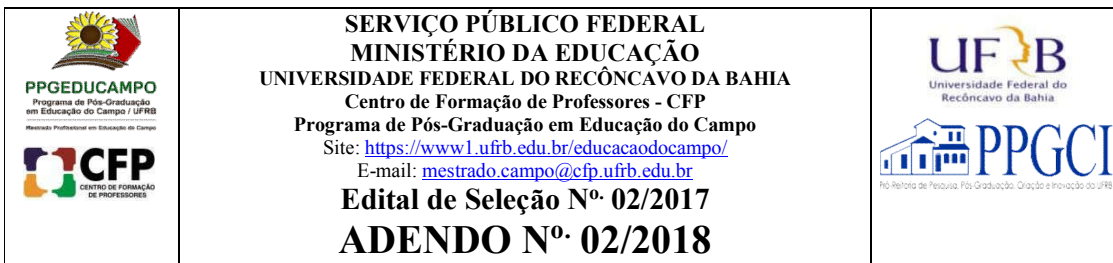 PPGEDUCAMPO
Programa de Pós-Graduação
em Educação do Campo / UFRB
Mestrado Profissional em Educação do Campo
CFP
CENTRO DE FORMAÇÃO
DE PROFESSORES
SERVIÇO PÚBLICO FEDERAL
MINISTÉRIO DA EDUCAÇÃO
UNIVERSIDADE FEDERAL DO RECÔNCAVO DA BAHIA
Centro de Formação de Professores - CFP
Programa de Pós-Graduação em Educação do Campo
Site: https://www1.ufrb.edu.br/educacaodocampo/
E-mail: mestrado.campo@cfp.ufrb.edu.br
Edital de Seleção Nº. 02/2017
ADENDO Nº. 02/2018
UFRB
Universidade Federal do
Recôncavo da Bahia
PPGCI
Pró-Reitoria de Pesquisa, Pós-Graduação, Criação e Inovação da UFRB